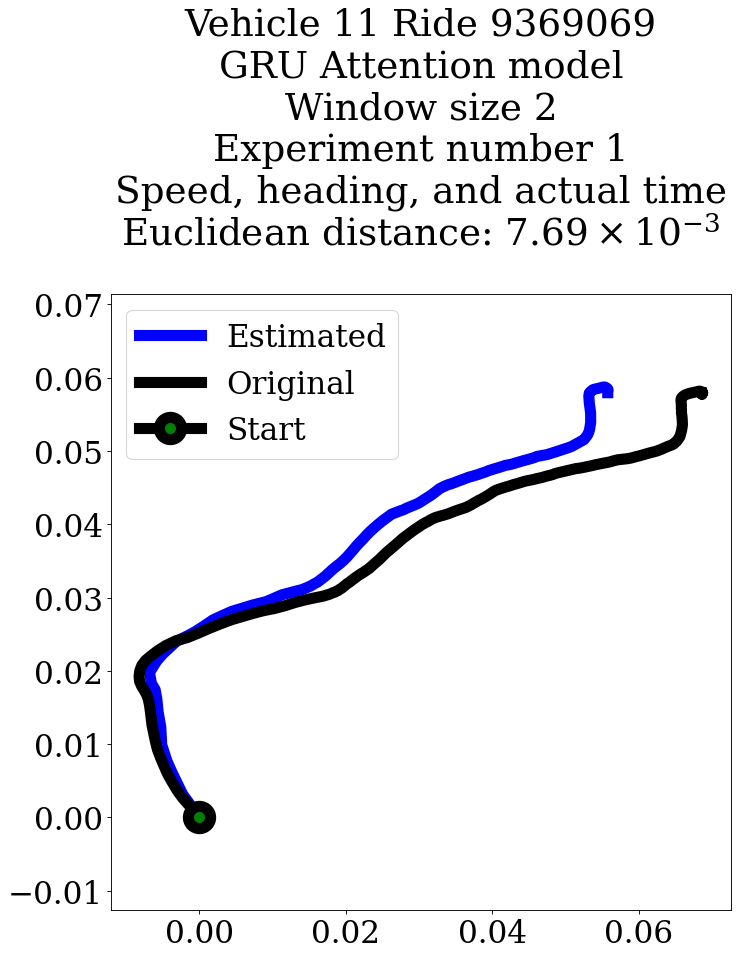 Vehicle 11 Ride 9369069
GRU Attention model
Window size 2
Experiment number 1
Speed, heading, and actual time
Euclidean distance: 7.69 × 10⁻³
0.07
0.06
0.05
0.04
0.03
0.02
0.01
0.00
−0.01
Estimated
Original
Start
0.00 0.02 0.04 0.06